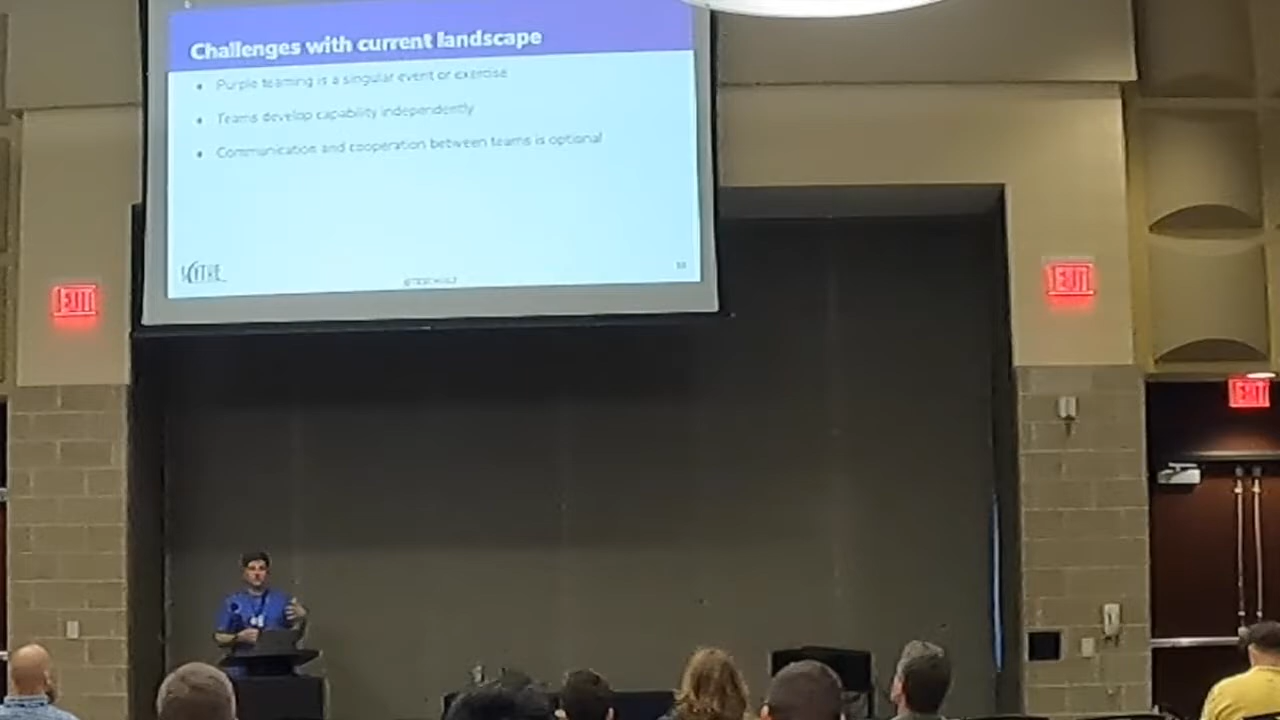 Challenges with current landscape
Purple teaming is a singular event or exercise
Teams develop capability independently
Communication and cooperation between teams is optional
SCYTHE
EXIT
EXIT
EXIT